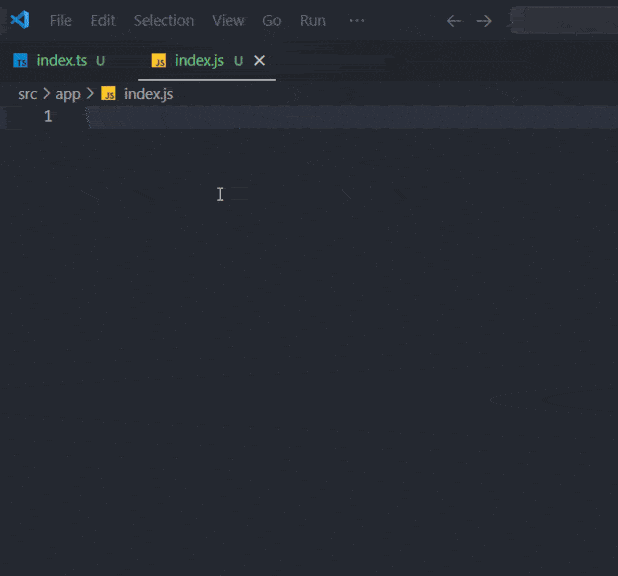 File Edit Selection View Go Run ···
TS index.ts U JS index.js U ×
src > app > JS index.js
1